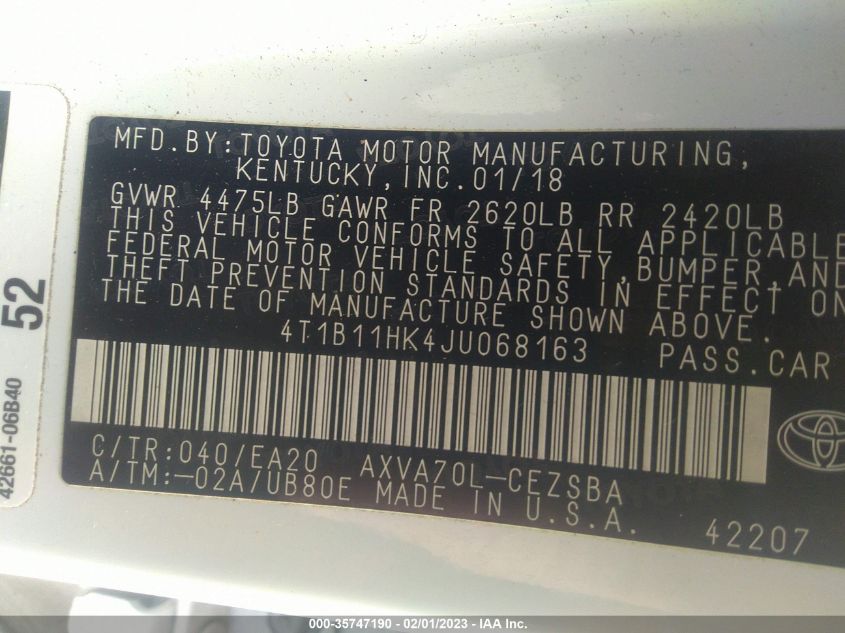 MFD.BY:TOYOTA MOTOR MANUFACTURING,
KENTUCKY,INC.01/18
GVWR 4475LB GAWR FR 2620LB RR 2420LB
THIS VEHICLE CONFORMS TO ALL APPLICABLE
FEDERAL MOTOR VEHICLE SAFETY,BUMPER,AND
THEFT PREVENTION STANDARDS IN EFFECT ON
THE DATE OF MANUFACTURE SHOWN ABOVE.
4T1B11HK4JU068163 PASS.CAR
C/TR:040/EA20 AXVA70L-CEZSBA
A/TM:-02A/UB80E MADE IN U.S.A.
42207
52
42661-06B40
000-35747190 - 02/01/2023 - IAA Inc.